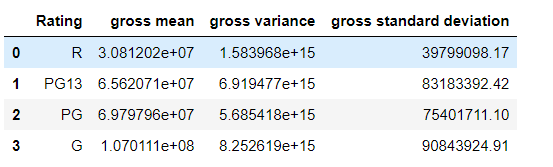 Rating gross mean gross variance gross standard deviation
0 R 3.081202e+07 1.583968e+15 39799098.17
1 PG13 6.562071e+07 6.919477e+15 83183392.42
2 PG 6.979796e+07 5.685418e+15 75401711.10
3 G 1.070111e+08 8.252619e+15 90843924.91